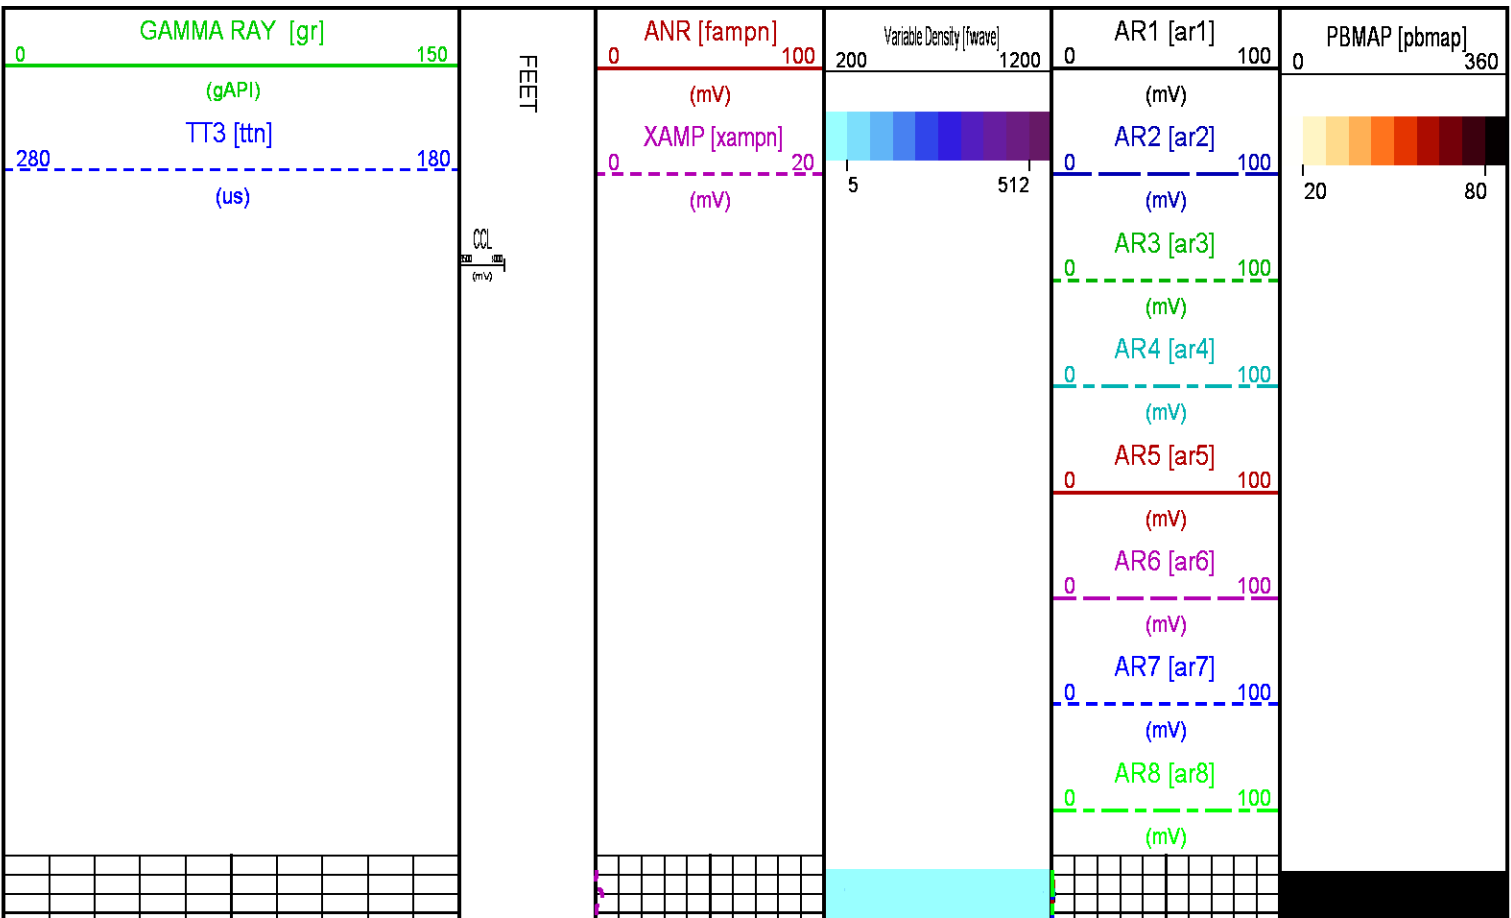 GAMMA RAY [gr]
0 150
(gAPI)
TT3 [ttn]
280 180
(us)
FEET
CCL
(mV)
ANR [fampn]
0 100
(mV)
XAMP [xampn]
0 20
(mV)
Variable Density [fwave]
200 1200
5 512
AR1 [ar1]
0 100
(mV)
AR2 [ar2]
0 100
(mV)
AR3 [ar3]
0 100
(mV)
AR4 [ar4]
0 100
(mV)
AR5 [ar5]
0 100
(mV)
AR6 [ar6]
0 100
(mV)
AR7 [ar7]
0 100
(mV)
AR8 [ar8]
0 100
(mV)
PBMAP [pbmap]
0 360
20 80